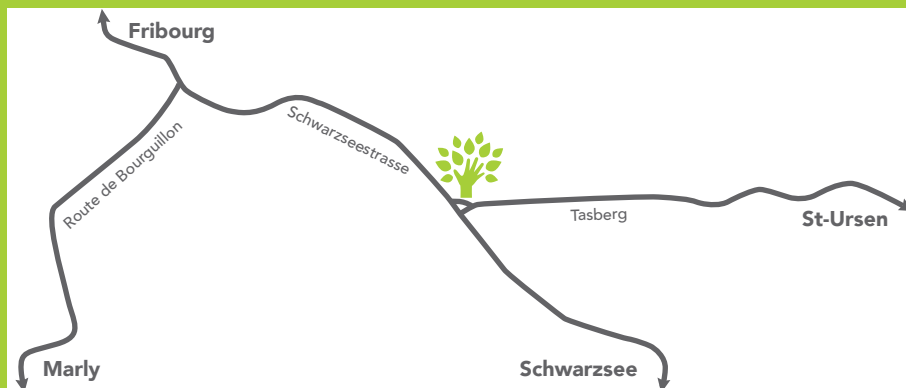 Fribourg
Schwarzseestrasse
Route de Bourguillon
Tasberg
St-Ursen
Marly
Schwarzsee